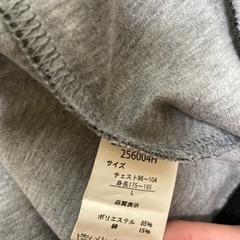 256004H
サイズ
チェスト96～104
身長175～185
L
品質表示
ポリエステル 85%
綿 15%